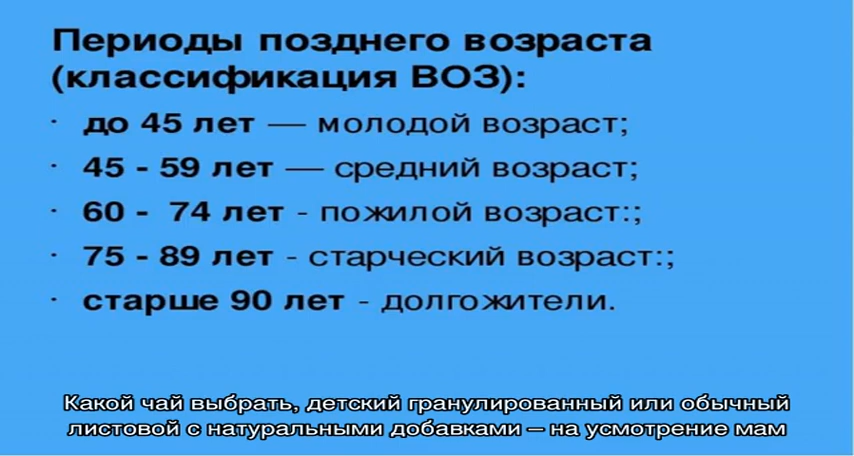 Периоды позднего возраста
(классификация ВОЗ):
· до 45 лет — молодой возраст;
· 45 - 59 лет — средний возраст;
· 60 - 74 лет - пожилой возраст:;
· 75 - 89 лет - старческий возраст:;
· старше 90 лет - долгожители.
Какой чай выбрать, детский гранулированный или обычный
листовой с натуральными добавками – на усмотрение мам